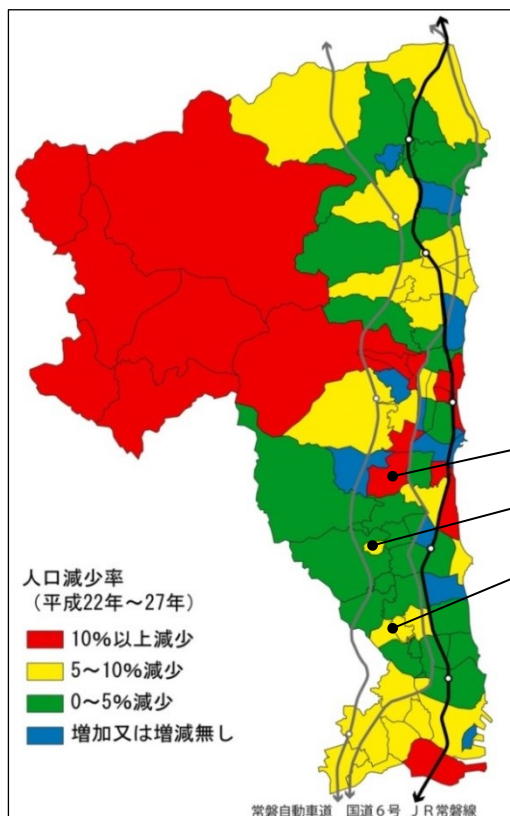 人口減少率
（平成22年～27年）
10%以上減少
5～10%減少
0～5%減少
増加又は増減無し
常磐自動車道　国道６号　ＪＲ常磐線